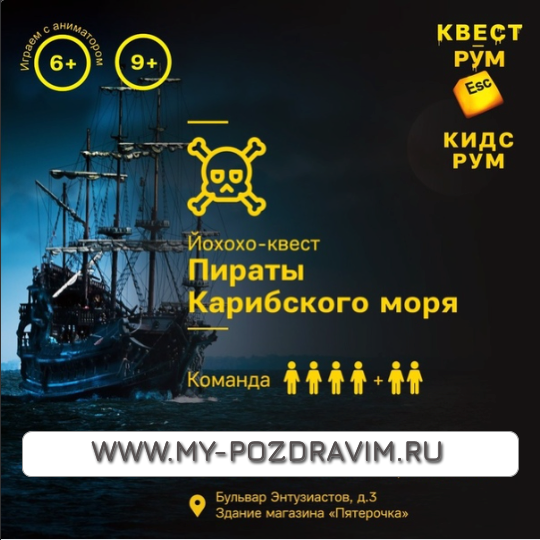 Играем с аниматором
6+
9+
КВЕСТ
РУМ
Esc
КИДС
РУМ
Йохохо-квест
Пираты
Карибского моря
Команда
+
WWW.MY-POZDRAVIM.RU
Бульвар Энтузиастов, д.3
Здание магазина «Пятерочка»